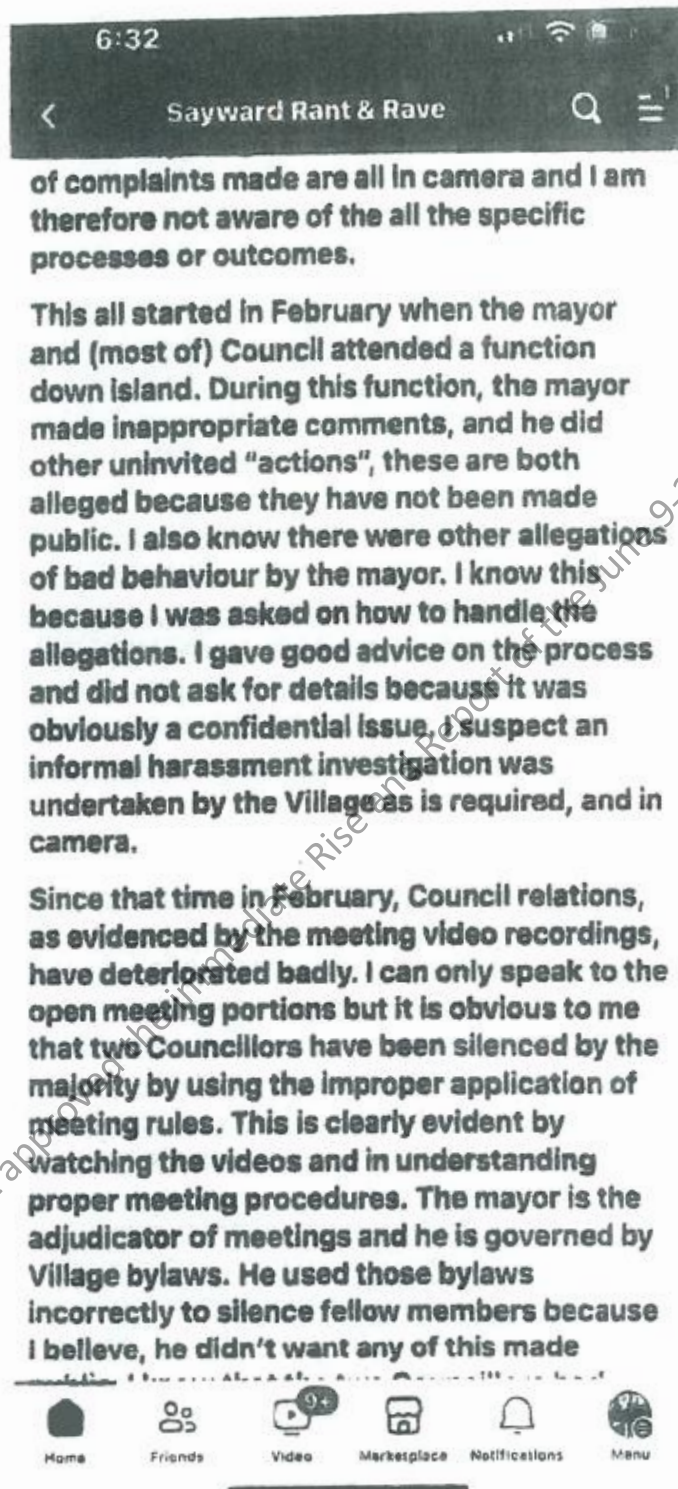 6:32
Sayward Rant & Rave
of complaints made are all in camera and I am
therefore not aware of the all the specific
processes or outcomes.
This all started in February when the mayor
and (most of) Council attended a function
down island. During this function, the mayor
made inappropriate comments, and he did
other uninvited "actions", these are both
alleged because they have not been made
public. I also know there were other allegations
of bad behaviour by the mayor. I know this
because I was asked on how to handle the
allegations. I gave good advice on the process
and did not ask for details because it was
obviously a confidential issue. I suspect an
informal harassment investigation was
undertaken by the Village as is required, and in
camera.
Since that time in February, Council relations,
as evidenced by the meeting video recordings,
have deteriorated badly. I can only speak to the
open meeting portions but it is obvious to me
that two Councillors have been silenced by the
majority by using the improper application of
meeting rules. This is clearly evident by
watching the videos and in understanding
proper meeting procedures. The mayor is the
adjudicator of meetings and he is governed by
Village bylaws. He used those bylaws
incorrectly to silence fellow members because
I believe, he didn't want any of this made
9+
Home Friends Video Marketplace Notifications Menu
approved the immediate Rise and Report of the June 9